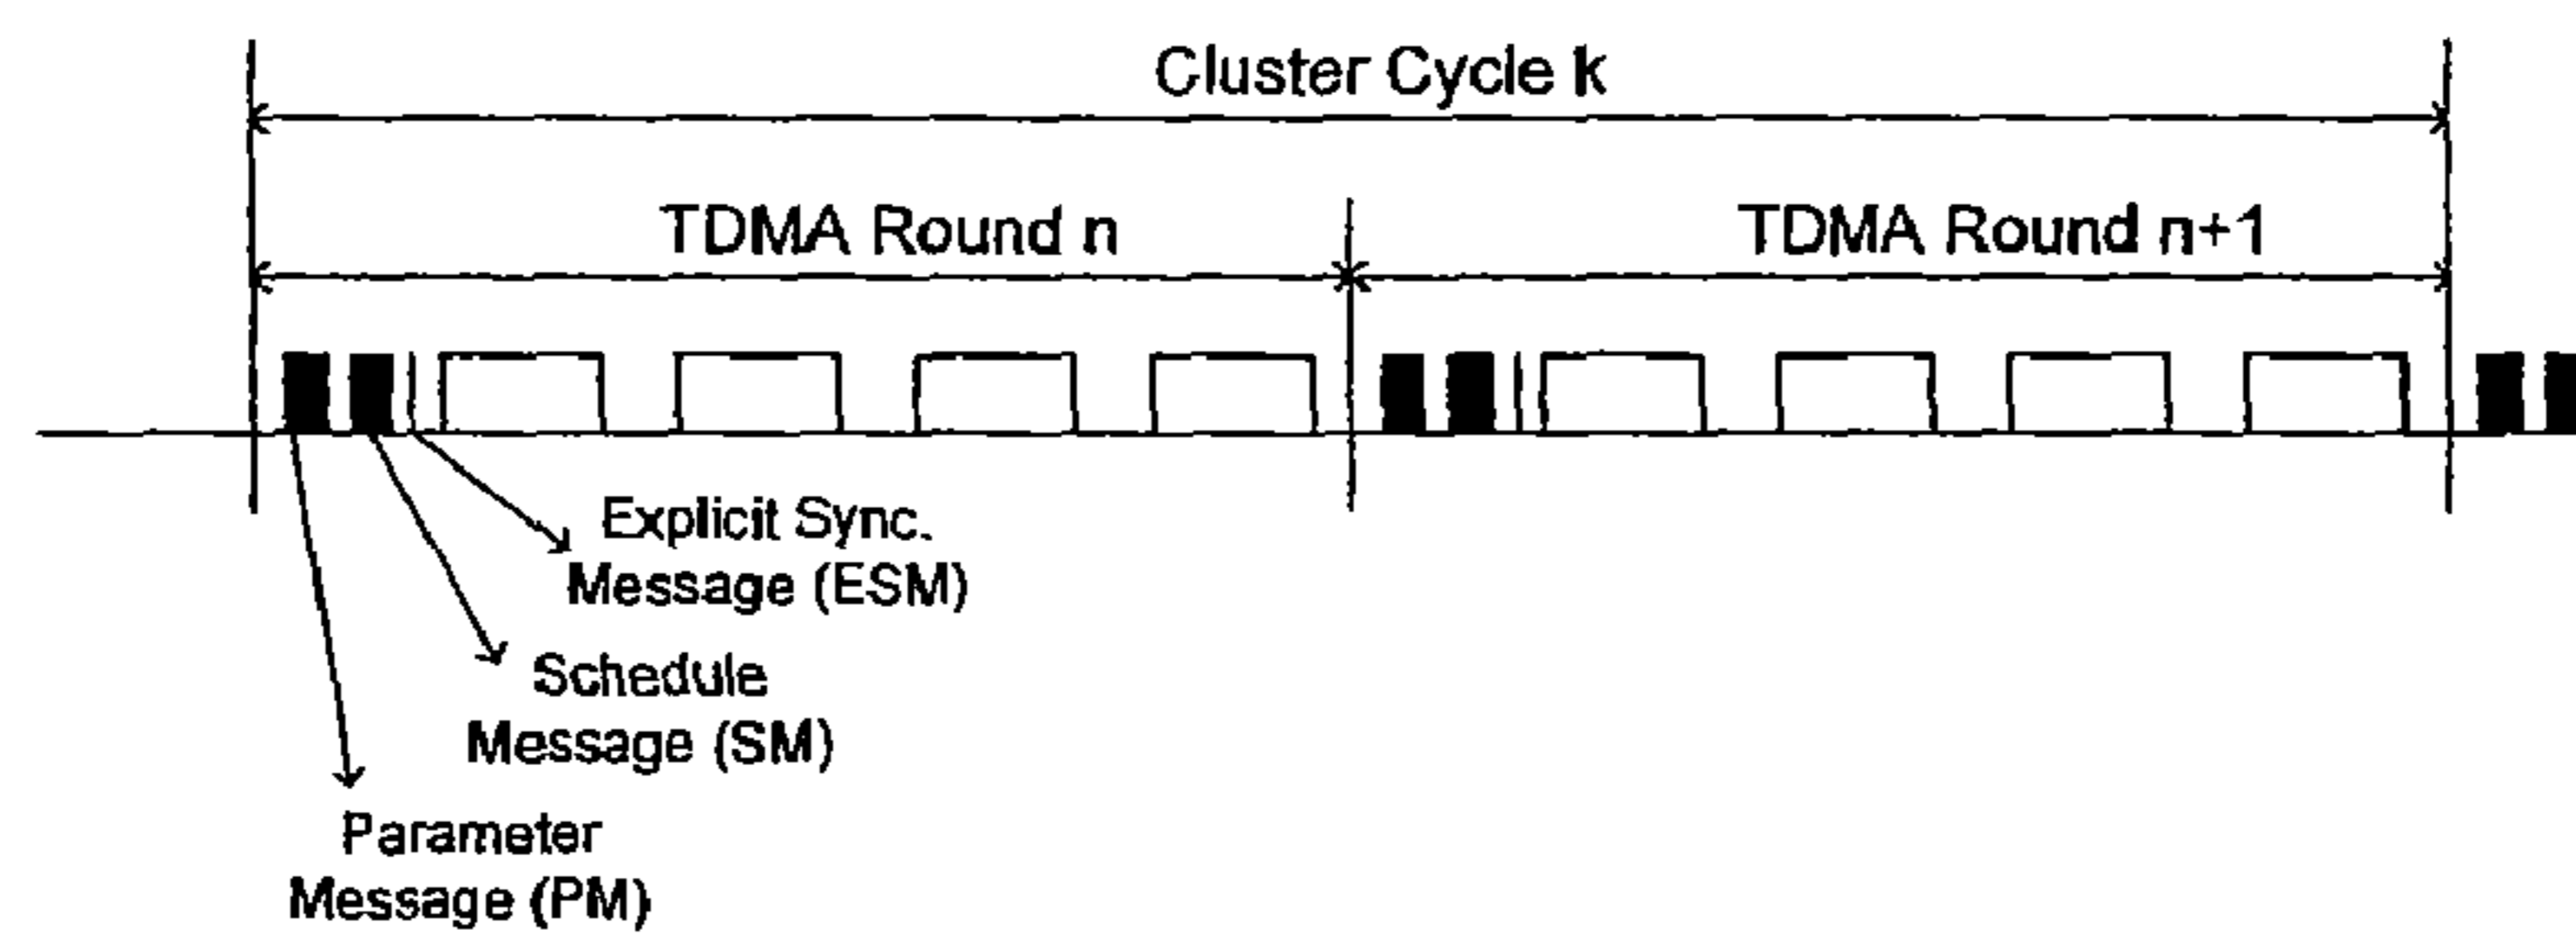 Cluster Cycle k
TDMA Round n
TDMA Round n+1
Explicit Sync.
Message (ESM)
Schedule
Message (SM)
Parameter
Message (PM)